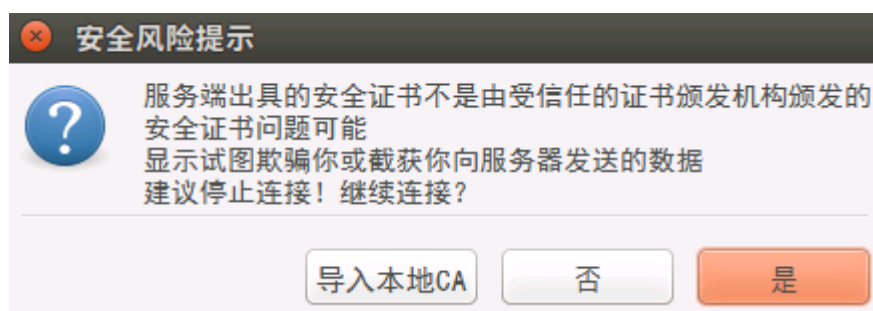 安全风险提示
服务端出具的安全证书不是由受信任的证书颁发机构颁发的
安全证书问题可能
显示试图欺骗你或截获你向服务器发送的数据
建议停止连接！继续连接？
导入本地CA
否
是